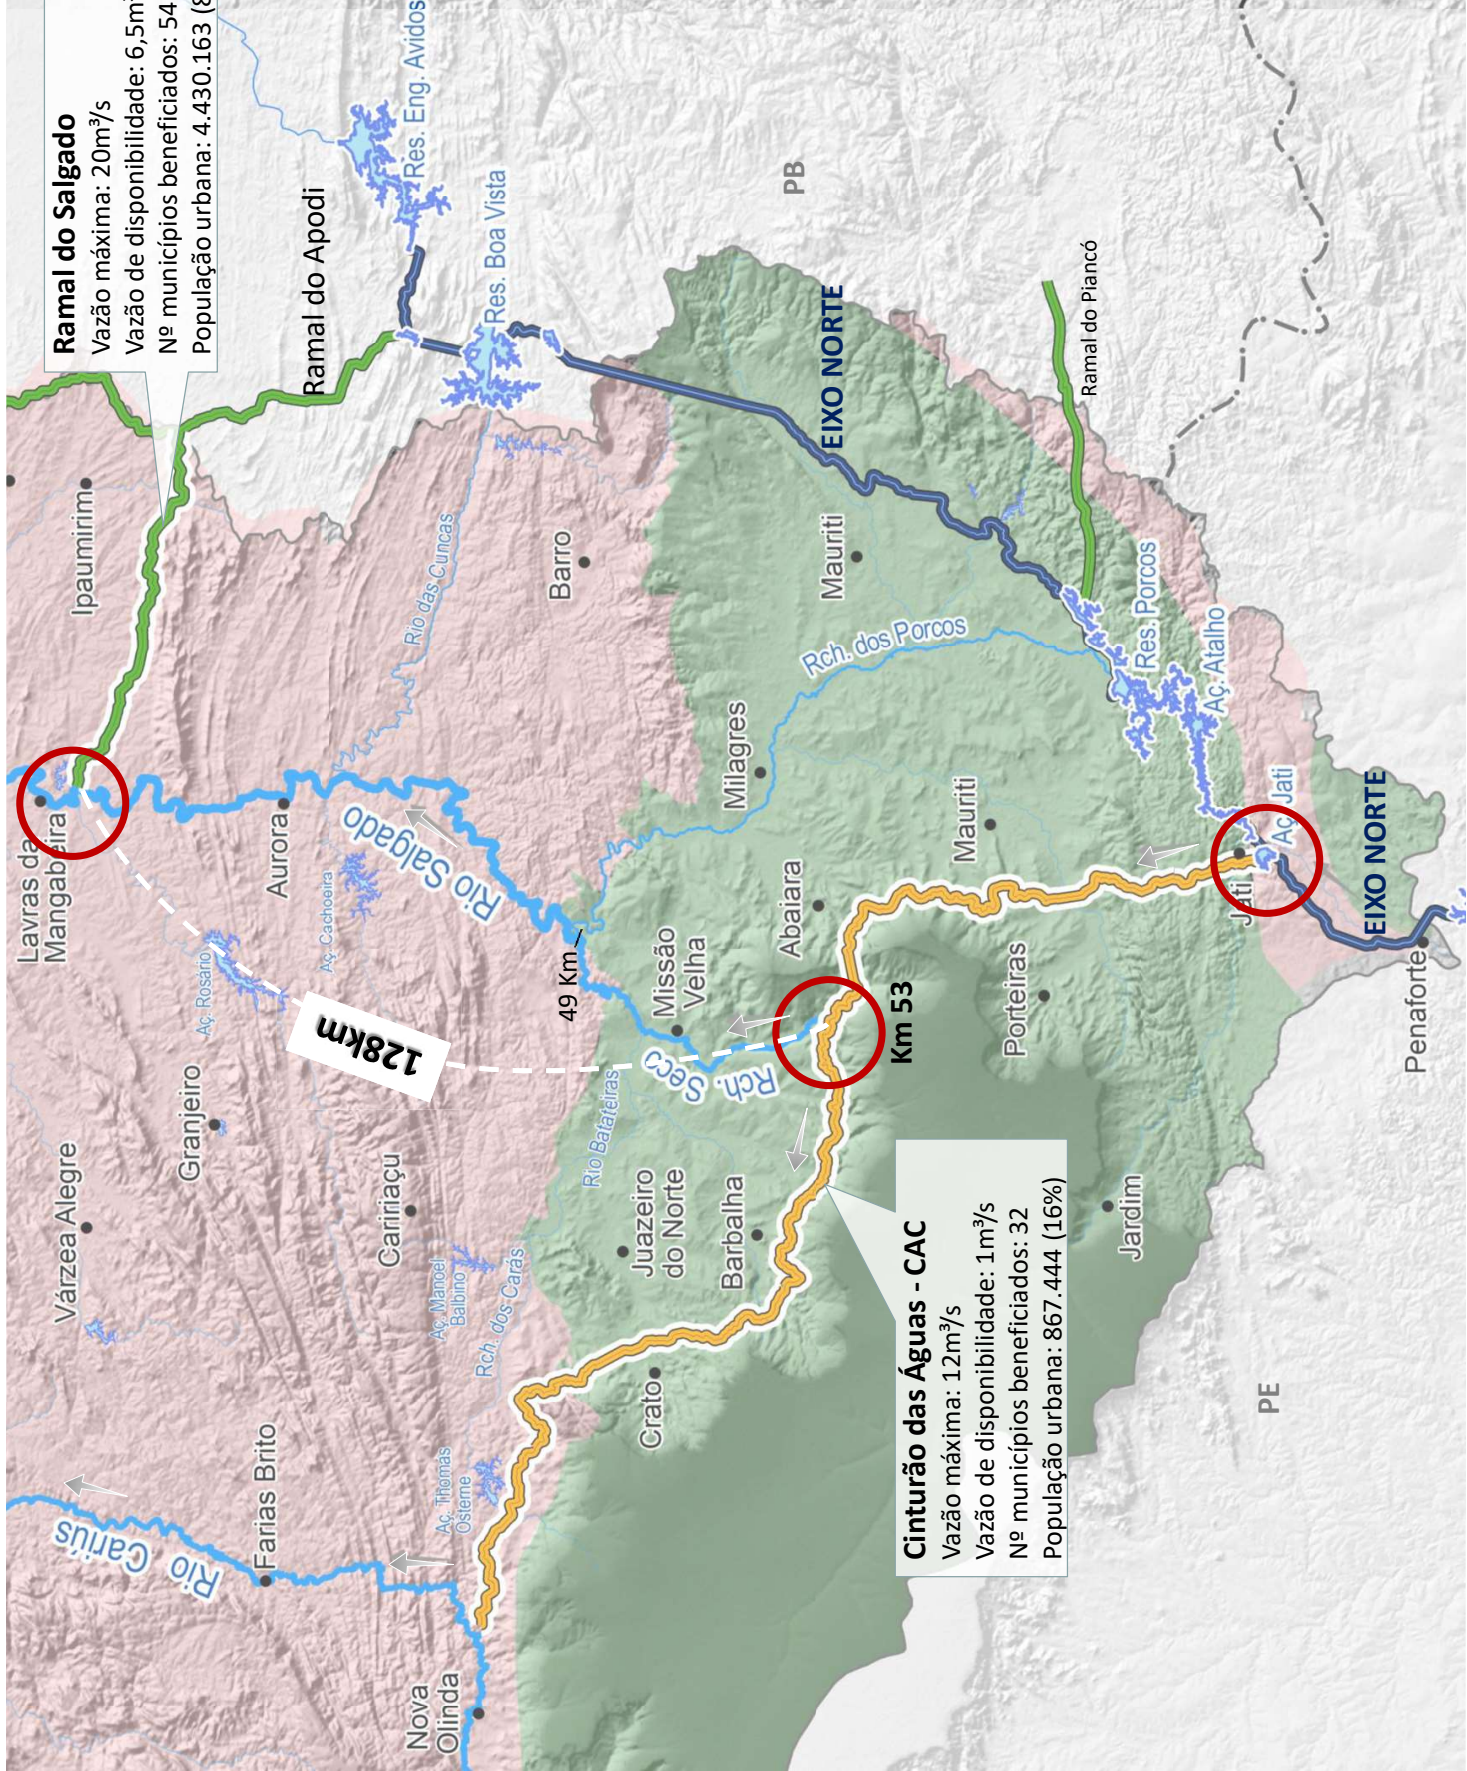 Ramal do Salgado
Vazão máxima: 20m³/s
Vazão de disponibilidade: 6,5m
Nº municípios beneficiados: 54
População urbana: 4.430.163 (8
Cinturão das Águas - CAC
Vazão máxima: 12m³/s
Vazão de disponibilidade: 1m³/s
Nº municípios beneficiados: 32
População urbana: 867.444 (16%)
Nova
Olinda
Rio Cariús
Farias Brito
Aç. Thomas
Osterne
Crato
Várzea Alegre
Granjeiro
Caririaçu
Aç. Manoel
Balbino
Rch. dos Carás
Juazeiro
do Norte
Barbalha
Jardim
PE
Rio Batateiras
128km
Lavras da
Mangabeira
Aç. Rosário
Aç. Cachoeira
Aurora
Rio Salgado
49 Km
Missão
Velha
Rch. Seco
Km 53
Abaiara
Porteiras
Penaforte
Jati
Aç. Jati
EIXO NORTE
Mauriti
Milagres
Rch. dos Porcos
Aç. Atalho
Res. Porcos
Ipaumirim
Rio das Cuncas
Barro
Mauriti
EIXO NORTE
Ramal do Piancó
Ramal do Apodi
Res. Boa Vista
Res. Eng. Avidos
PB